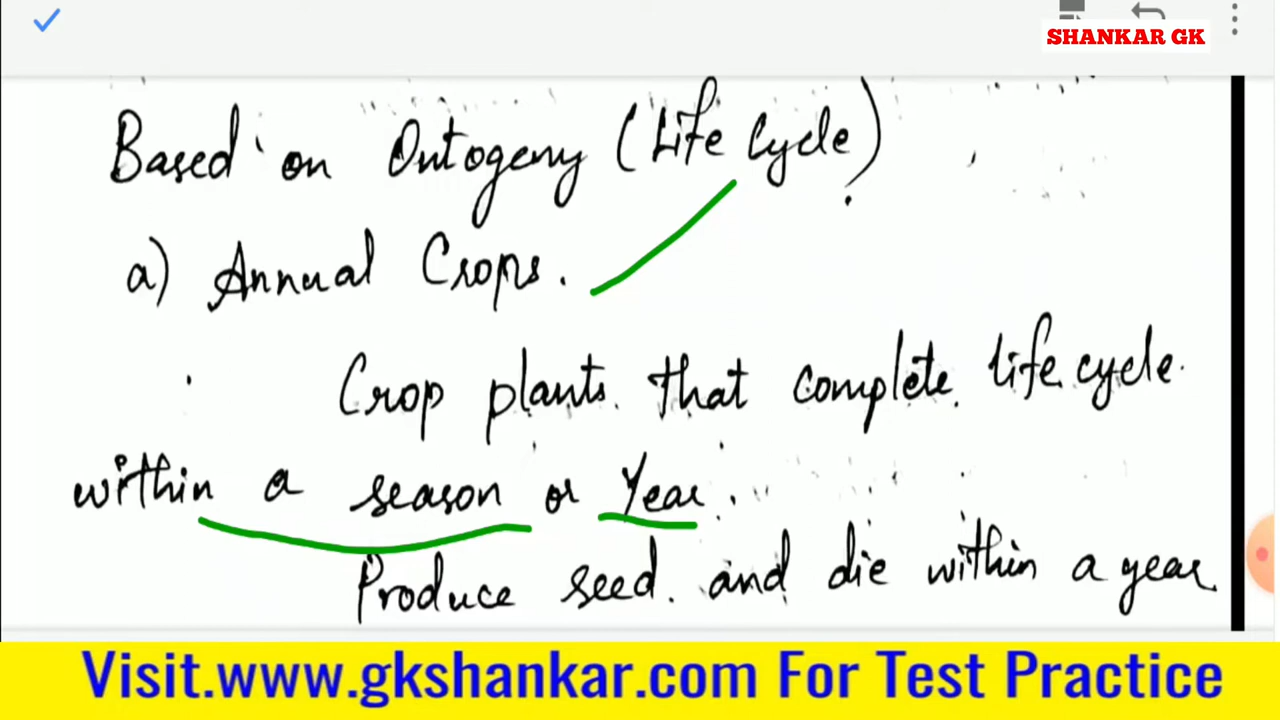 SHANKAR GK
Based on Ontogeny (Life Cycle)
a) Annual Crops.
Crop plants that complete life cycle
within a season or Year.
Produce seed and die within a year
Visit.www.gkshankar.com For Test Practice